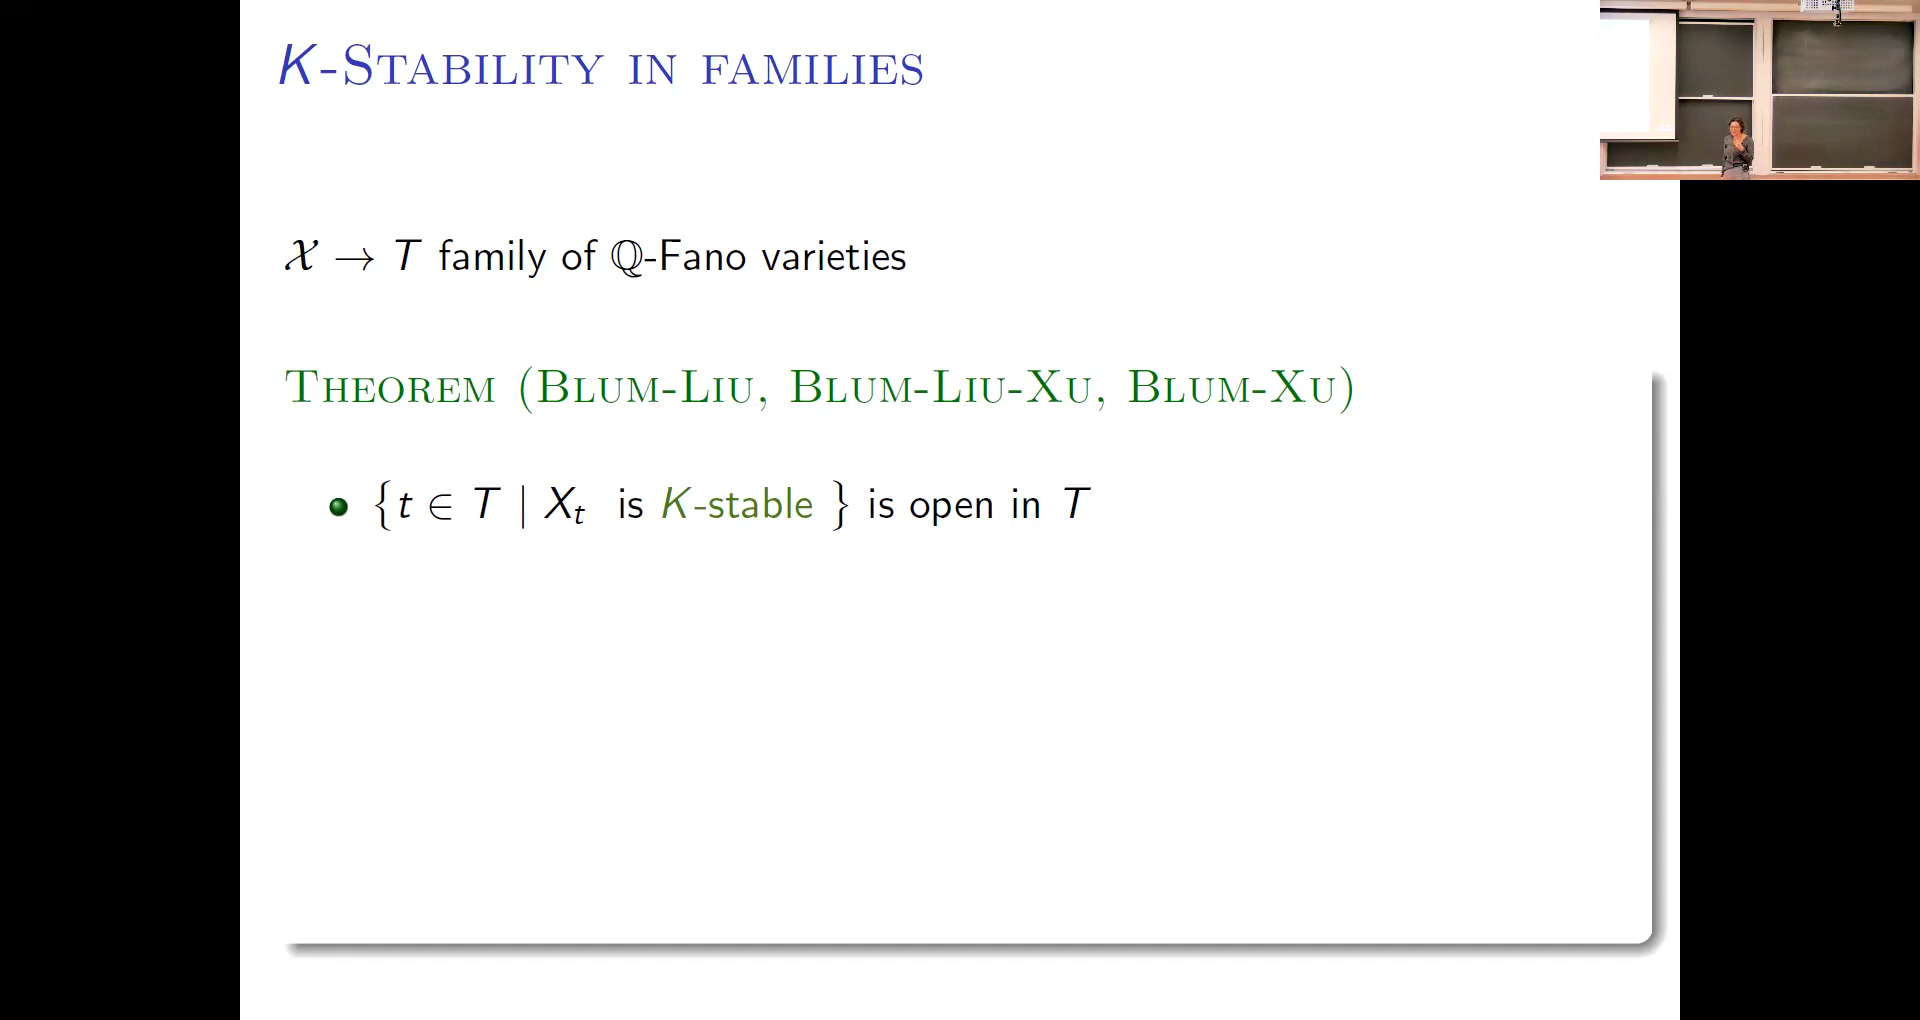 K-Stability in families
𝒳 → T family of ℚ-Fano varieties
Theorem (Blum-Liu, Blum-Liu-Xu, Blum-Xu)
{t ∈ T | X_t is K-stable } is open in T